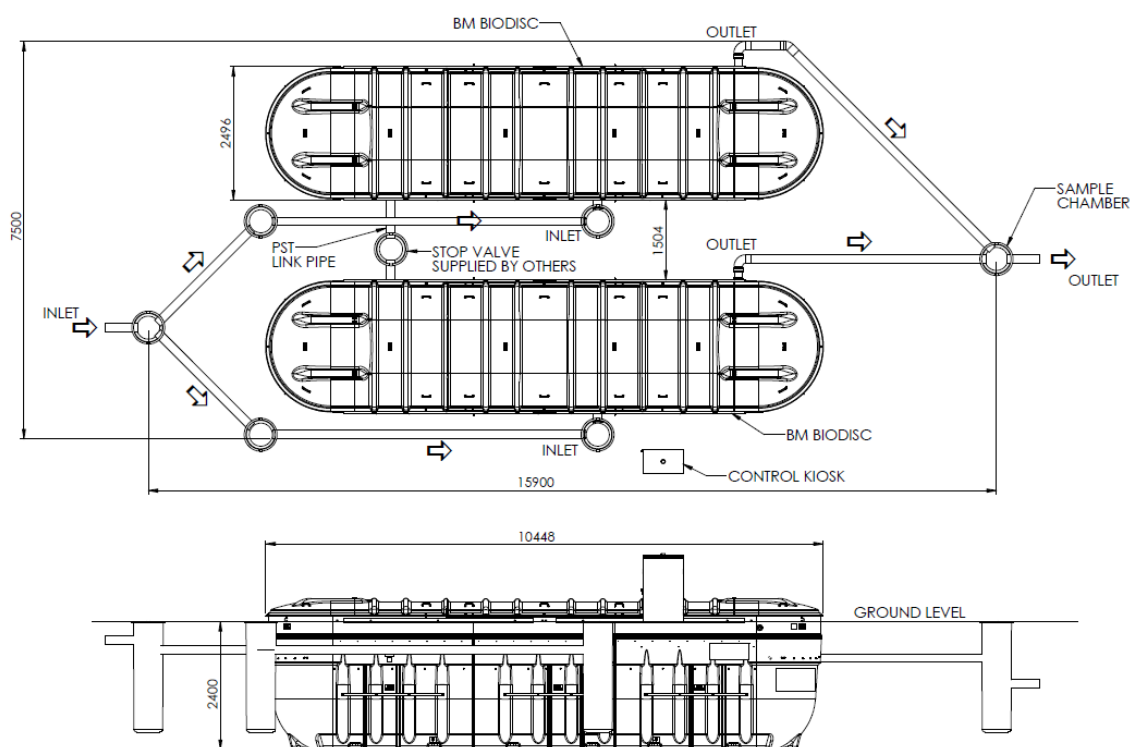 BM BIODISC
OUTLET
2496
7500
SAMPLE
CHAMBER
PST
LINK PIPE
INLET
1504
STOP VALVE
SUPPLIED BY OTHERS
OUTLET
OUTLET
INLET
BM BIODISC
INLET
CONTROL KIOSK
15900
10448
GROUND LEVEL
2400